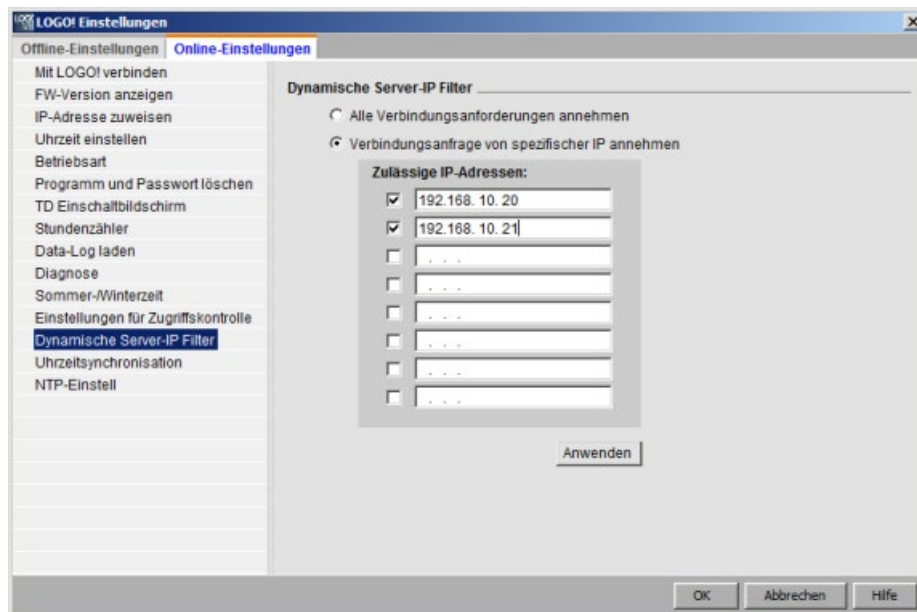 LOGO! Einstellungen
Offline-Einstellungen Online-Einstellungen
Mit LOGO! verbinden
FW-Version anzeigen
IP-Adresse zuweisen
Uhrzeit einstellen
Betriebsart
Programm und Passwort löschen
TD Einschaltbildschirm
Stundenzähler
Data-Log laden
Diagnose
Sommer-/Winterzeit
Einstellungen für Zugriffskontrolle
Dynamische Server-IP Filter
Uhrzeitsynchronisation
NTP-Einstell
Dynamische Server-IP Filter
Alle Verbindungsanforderungen annehmen
Verbindungsanfrage von spezifischer IP annehmen
Zulässige IP-Adressen:
192.168. 10. 20
192.168. 10. 21
. . .
. . .
. . .
. . .
. . .
. . .
Anwenden
OK Abbrechen Hilfe